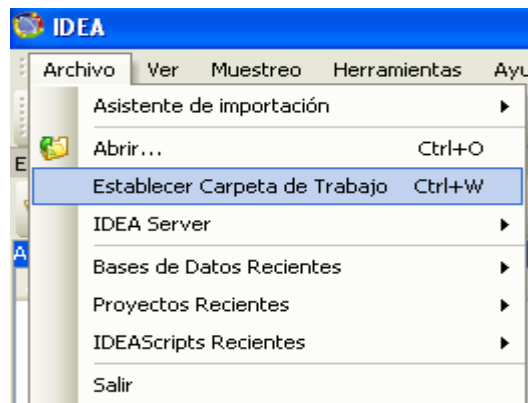 IDEA
Archivo Ver Muestreo Herramientas
Asistente de importación
Abrir... Ctrl+O
E
Establecer Carpeta de Trabajo Ctrl+W
IDEA Server
A
Bases de Datos Recientes
Proyectos Recientes
IDEAScripts Recientes
Salir